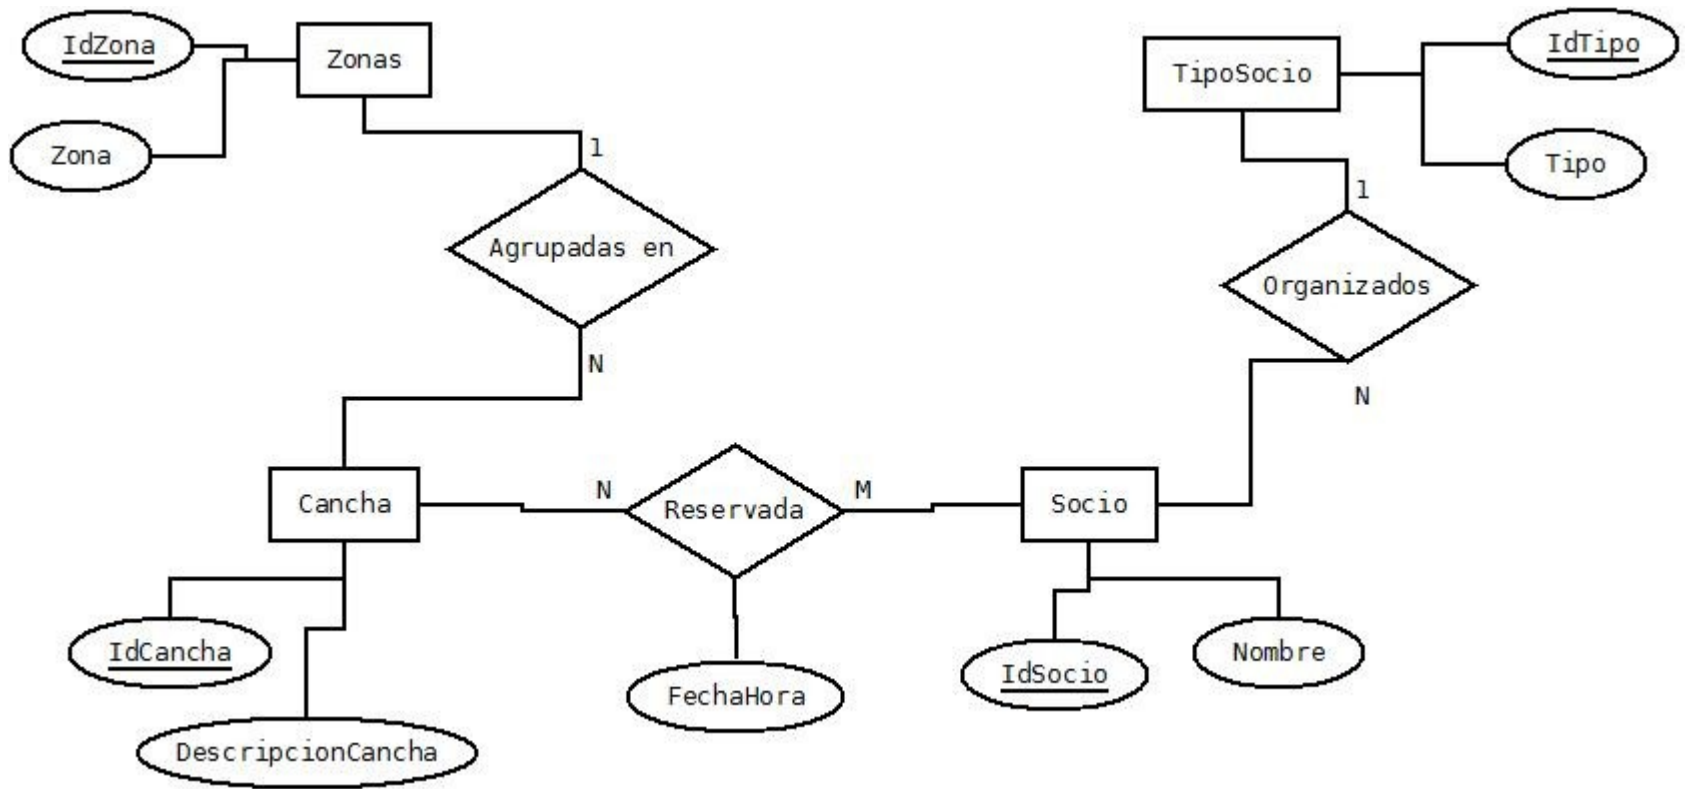 IdZona
Zonas
TipoSocio
IdTipo
Zona
1
Tipo
1
Agrupadas en
Organizados
N
N
Cancha
N
Reservada
M
Socio
IdCancha
FechaHora
IdSocio
Nombre
DescripcionCancha